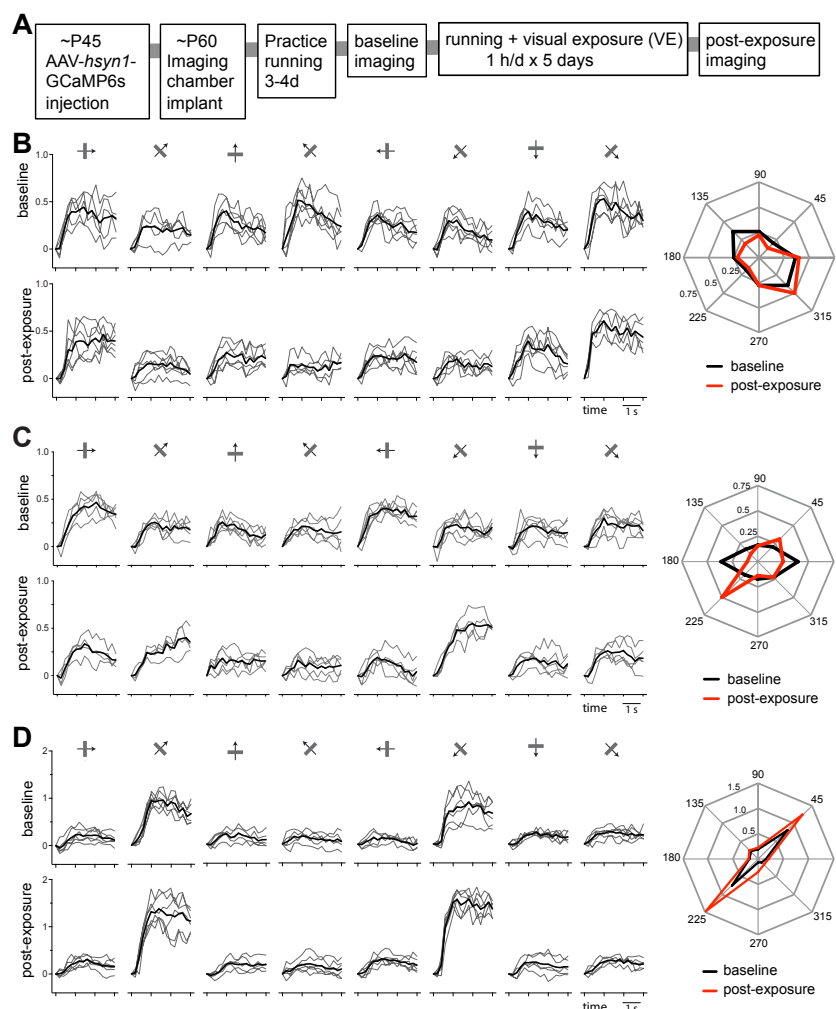 A
~P45
AAV-hsyn1-
GCaMP6s
injection
~P60
Imaging
chamber
implant
Practice
running
3-4d
baseline
imaging
running + visual exposure (VE)
1 h/d x 5 days
post-exposure
imaging
B
baseline
1.0
0.5
0
post-exposure
0.5
0
time 1 s
90
135 45
180
0.25
0.5
0.75
225 315
270
baseline
post-exposure
C
baseline
1.0
0.5
0
post-exposure
0.5
0
time 1 s
90
0.75
0.5
0.25
135 45
180
225 315
270
baseline
post-exposure
D
baseline
2
1
0
post-exposure
2
1
0
time 1 s
90
1.5
1.0
0.5
135 45
180
225 315
270
baseline
post-exposure